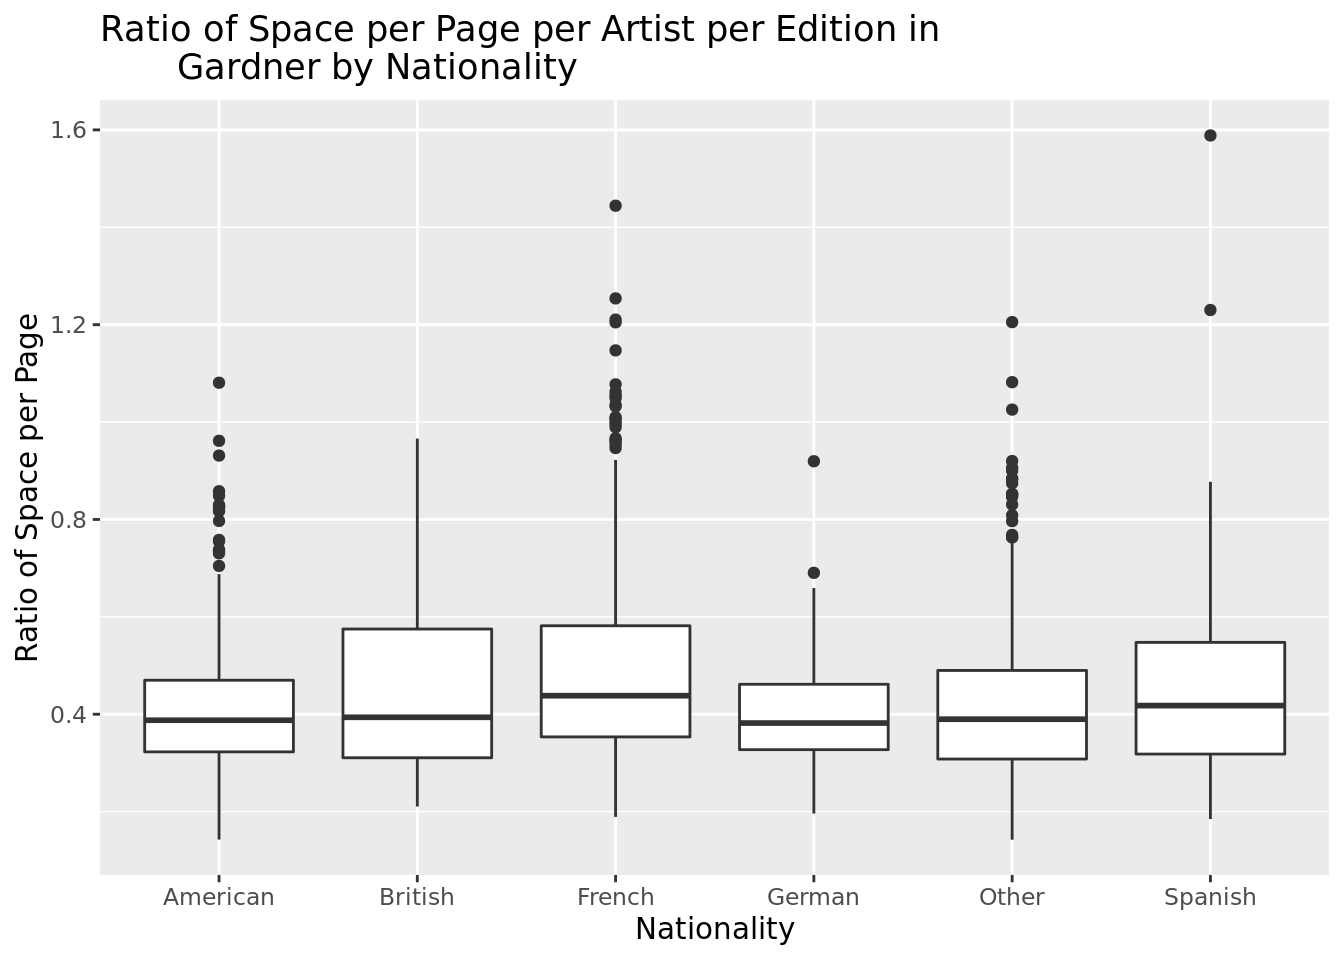 Ratio of Space per Page per Artist per Edition in
Gardner by Nationality
Ratio of Space per Page
1.6
1.2
0.8
0.4
American British French German Other Spanish
Nationality